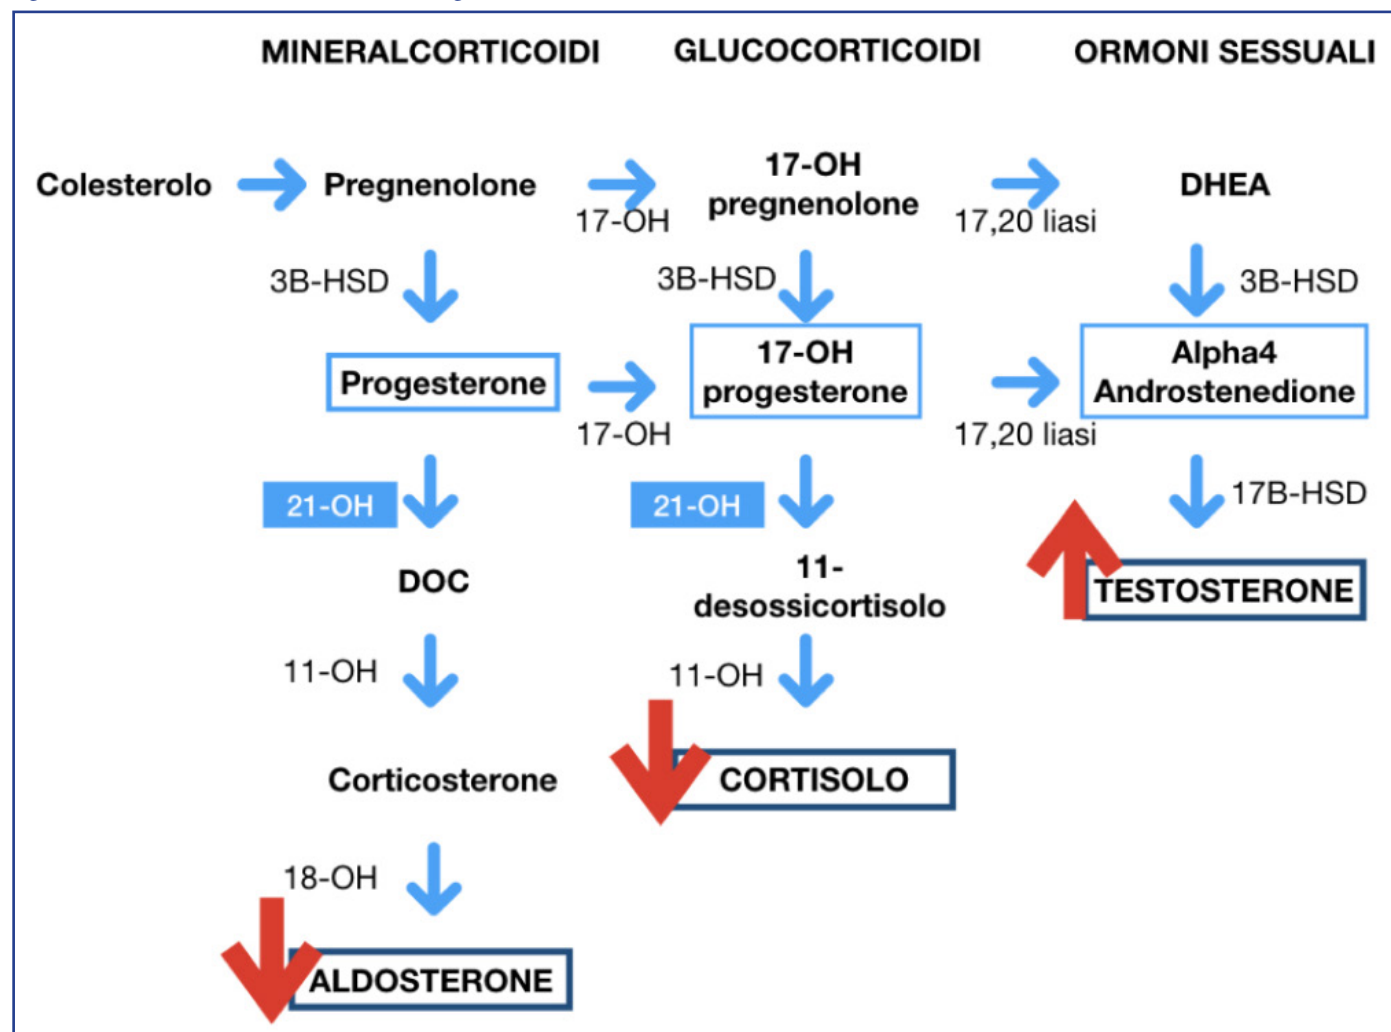 MINERALCORTICOIDI
GLUCOCORTICOIDI
ORMONI SESSUALI
Colesterolo
Pregnenolone
17-OH
17-OH
pregnenolone
17,20 liasi
DHEA
3B-HSD
3B-HSD
3B-HSD
Progesterone
17-OH
17-OH
progesterone
17,20 liasi
Alpha4
Androstenedione
21-OH
21-OH
17B-HSD
DOC
11-
desossicortisolo
TESTOSTERONE
11-OH
11-OH
Corticosterone
CORTISOLO
18-OH
ALDOSTERONE